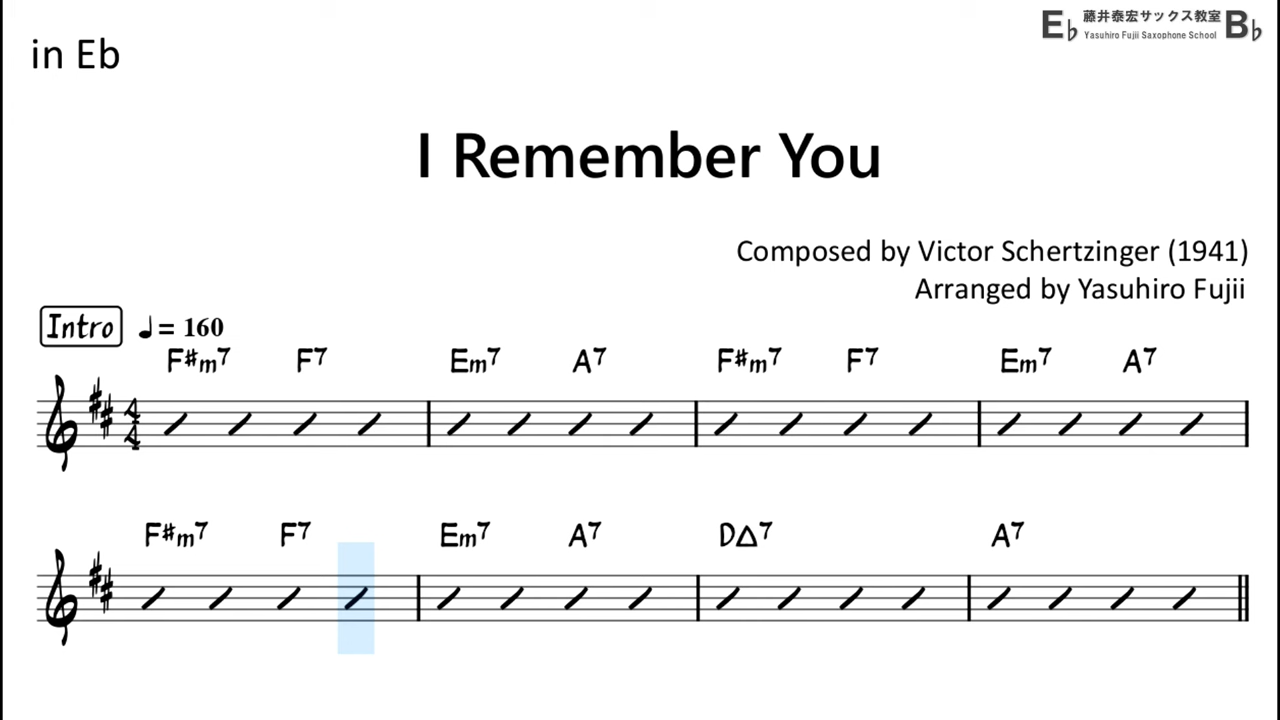 in Eb
E♭ 藤井泰宏サックス教室 B♭
Yasuhiro Fujii Saxophone School
I Remember You
Composed by Victor Schertzinger (1941)
Arranged by Yasuhiro Fujii
Intro ♩= 160
F#m7 F7 Em7 A7 F#m7 F7 Em7 A7
4
4
F#m7 F7 Em7 A7 D△7 A7